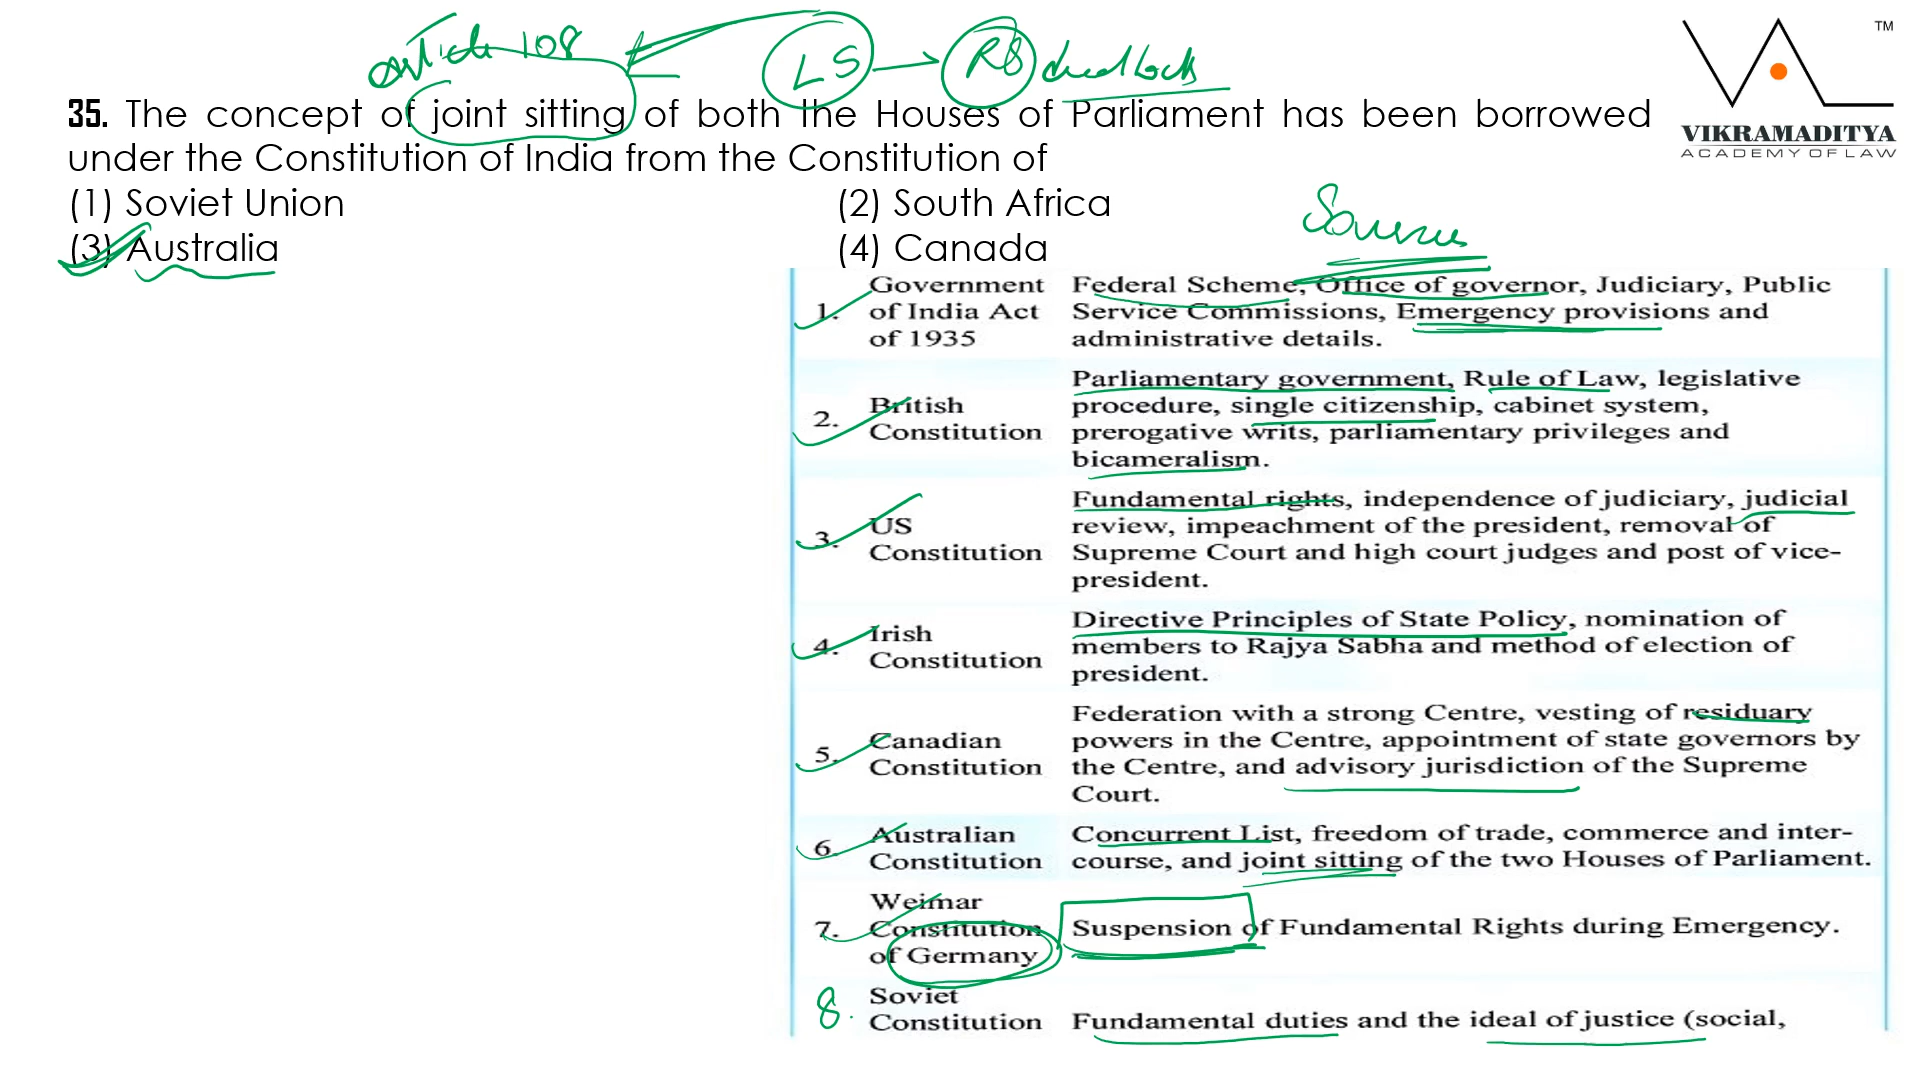 Article 108
LS → RS deadlock
TM
35. The concept of joint sitting of both the Houses of Parliament has been borrowed
under the Constitution of India from the Constitution of
VIKRAMADITYA
ACADEMY OF LAW
(1) Soviet Union (2) South Africa
(3) Australia (4) Canada
Sources
1. Government of India Act of 1935
Federal Scheme, Office of governor, Judiciary, Public
Service Commissions, Emergency provisions and
administrative details.
2. British Constitution
Parliamentary government, Rule of Law, legislative
procedure, single citizenship, cabinet system,
prerogative writs, parliamentary privileges and
bicameralism.
3. US Constitution
Fundamental rights, independence of judiciary, judicial
review, impeachment of the president, removal of
Supreme Court and high court judges and post of vice-
president.
4. Irish Constitution
Directive Principles of State Policy, nomination of
members to Rajya Sabha and method of election of
president.
5. Canadian Constitution
Federation with a strong Centre, vesting of residuary
powers in the Centre, appointment of state governors by
the Centre, and advisory jurisdiction of the Supreme
Court.
6. Australian Constitution
Concurrent List, freedom of trade, commerce and inter-
course, and joint sitting of the two Houses of Parliament.
7. Weimar Constitution of Germany
Suspension of Fundamental Rights during Emergency.
8. Soviet Constitution
Fundamental duties and the ideal of justice (social,